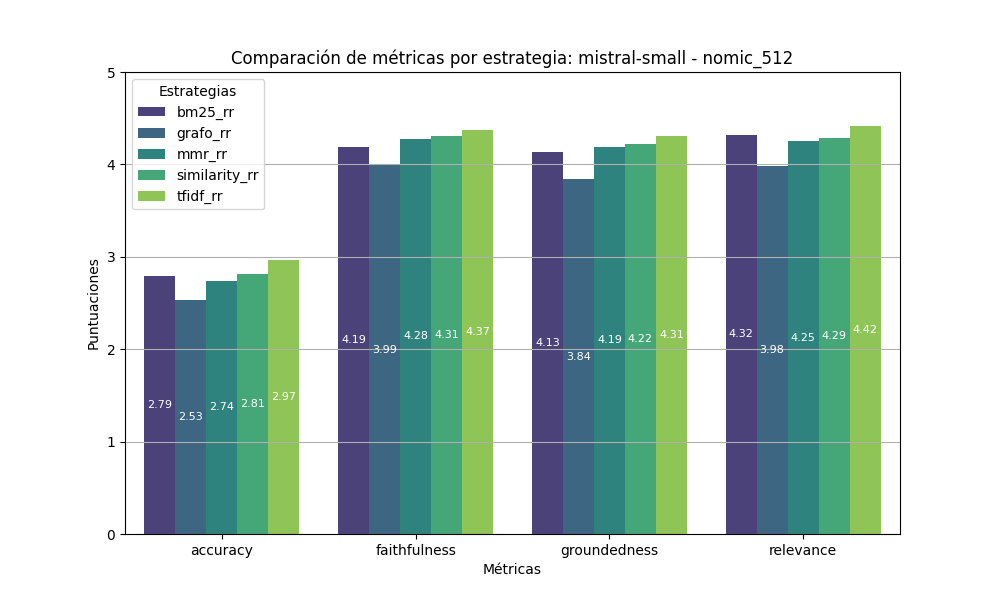 Comparación de métricas por estrategia: mistral-small - nomic_512
Estrategias
bm25_rr
grafo_rr
mmr_rr
similarity_rr
tfidf_rr
Puntuaciones
5
4
3
2
1
0
2.79
2.53
2.74
2.81
2.97
4.19
3.99
4.28
4.31
4.37
4.13
3.84
4.19
4.22
4.31
4.32
3.98
4.25
4.29
4.42
accuracy
faithfulness
groundedness
relevance
Métricas